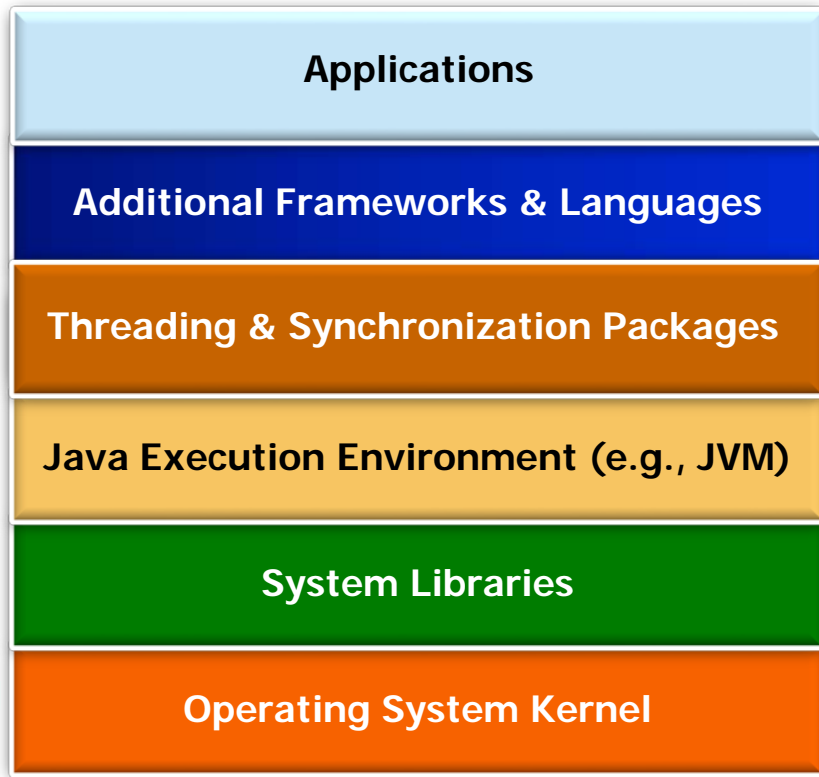 Applications
Additional Frameworks & Languages
Threading & Synchronization Packages
Java Execution Environment (e.g., JVM)
System Libraries
Operating System Kernel